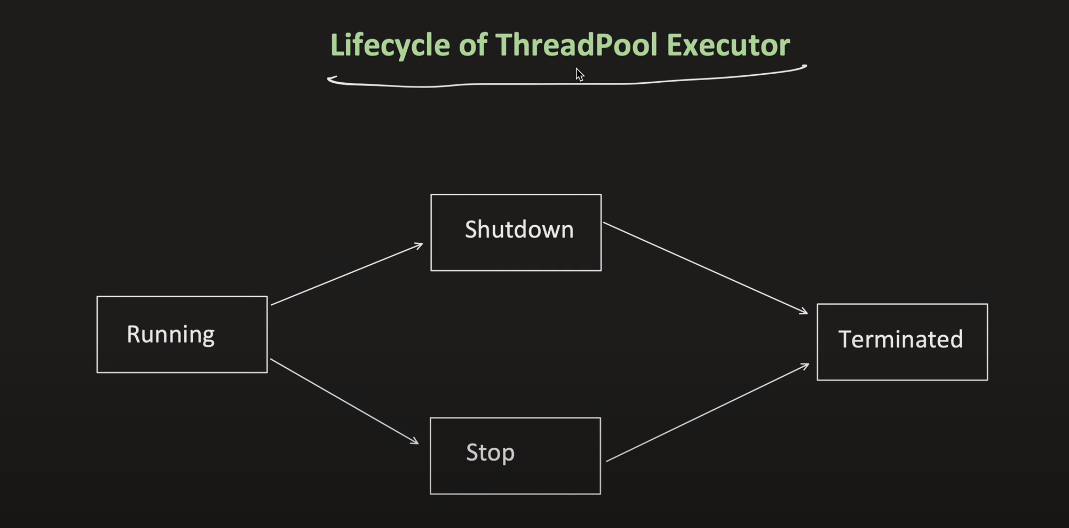 Lifecycle of ThreadPool Executor
Shutdown
Running
Terminated
Stop